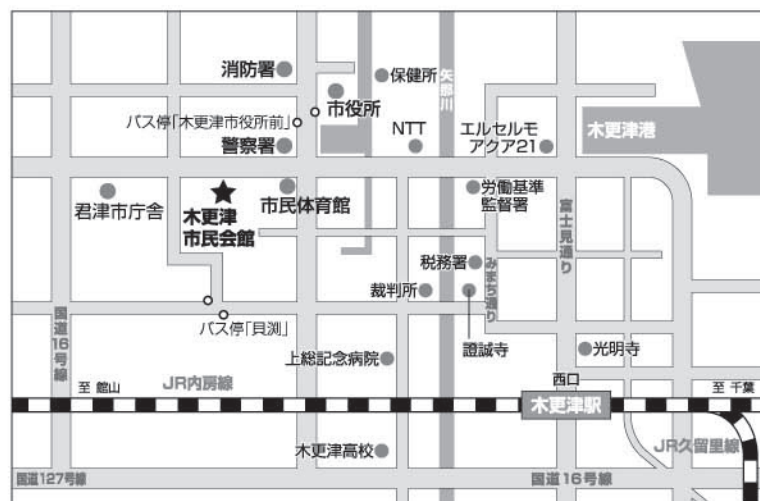 消防署
保健所
矢那川
市役所
バス停「木更津市役所前」
NTT
エルセルモ
アクア21
木更津港
警察署
君津市庁舎
木更津
市民会館
市民体育館
労働基準
監督署
富士見通り
税務署
みまち通り
裁判所
国道16号線
バス停「貝渕」
證誠寺
上総記念病院
光明寺
至 館山
JR内房線
西口
木更津駅
至 千葉
木更津高校
JR久留里線
国道127号線
国道16号線